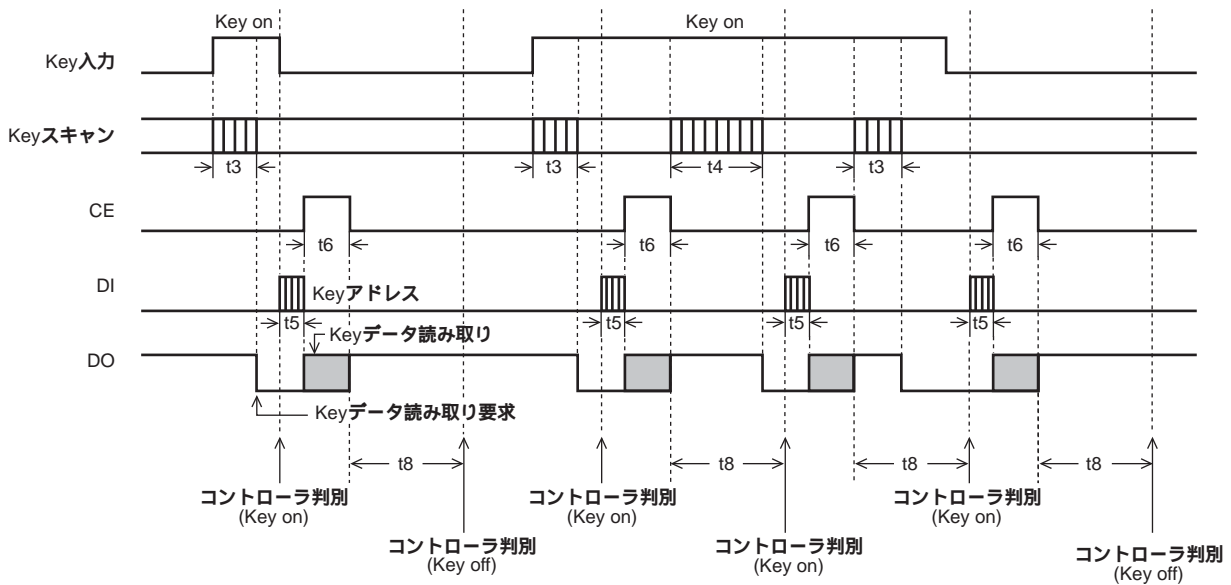 Key on
Key on
Key入力
Keyスキャン
t3
t3
t4
t3
CE
t6
t6
t6
t6
DI
Keyアドレス
t5
t5
t5
t5
Keyデータ読み取り
DO
Keyデータ読み取り要求
t8
t8
t8
t8
コントローラ判別
(Key on)
コントローラ判別
(Key on)
コントローラ判別
(Key on)
コントローラ判別
(Key off)
コントローラ判別
(Key on)
コントローラ判別
(Key off)